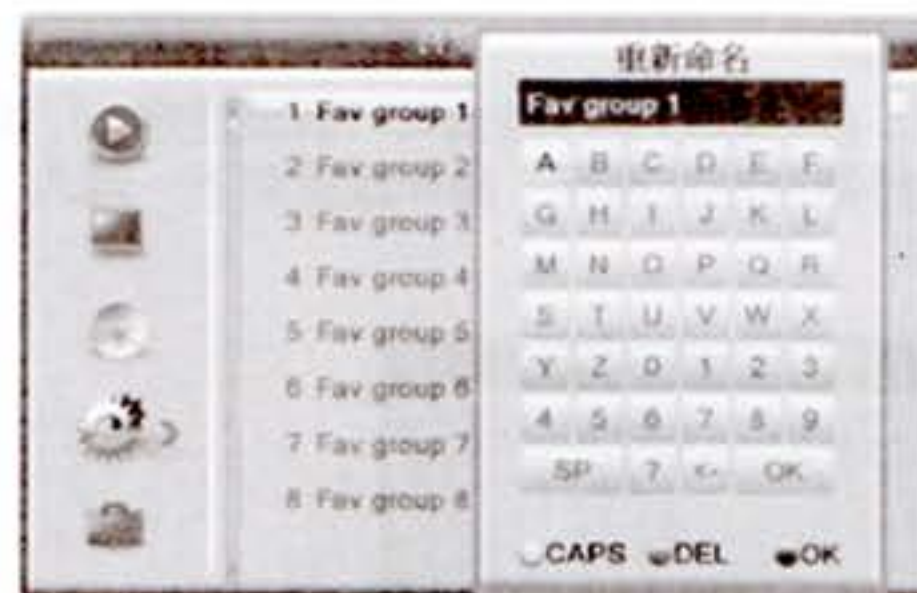 重新命名
Fav group 1
1 Fav group 1
2 Fav group 2
3 Fav group 3
4 Fav group 4
5 Fav group 5
6 Fav group 6
7 Fav group 7
8 Fav group 8
A B C D E F
G H I J K L
M N O P Q R
S T U V W X
Y Z 0 1 2 3
4 5 6 7 8 9
SP ? <- OK
CAPS DEL OK